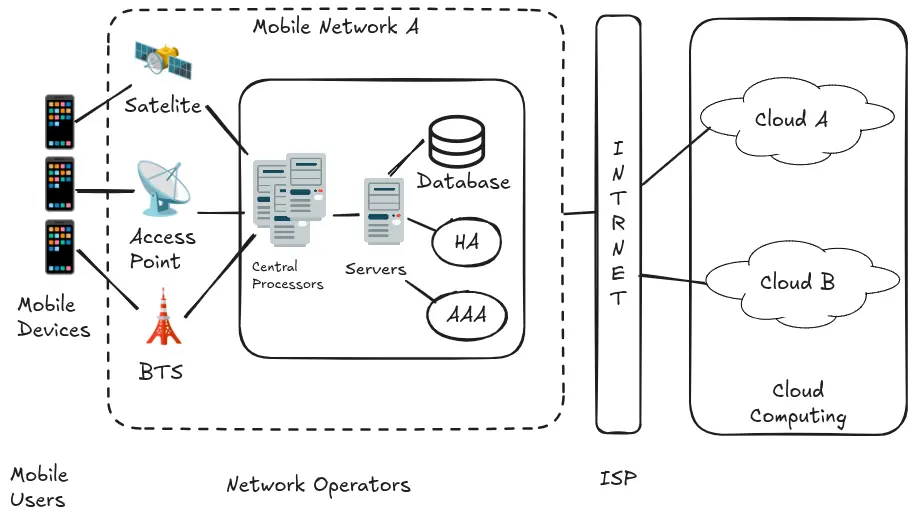 Mobile Network A
Satelite
Access
Point
BTS
Mobile
Devices
Central
Processors
Servers
Database
HA
AAA
INTRNET
Cloud A
Cloud B
Cloud
Computing
Mobile
Users
Network Operators
ISP